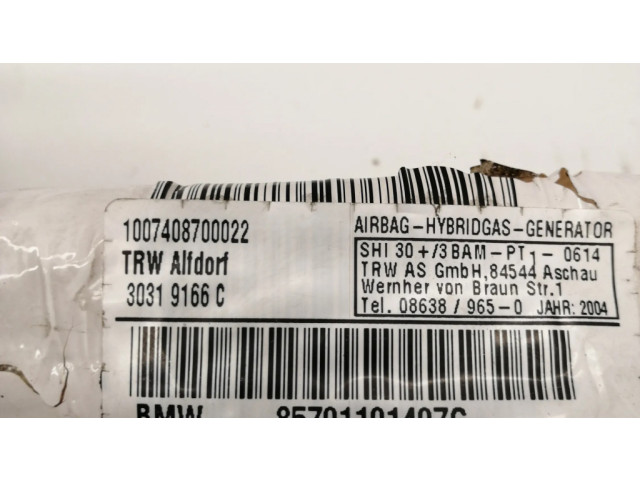 1007408700022
TRW Alfdorf
3031 9166 C
AIRBAG-HYBRIDGAS-GENERATOR
SHI 30 +/3 BAM - PT1 - 0614
TRW AS GmbH, 84544 Aschau
Wernher von Braun Str.1
Tel. 08638 / 965-0 JAHR: 2004
BMW